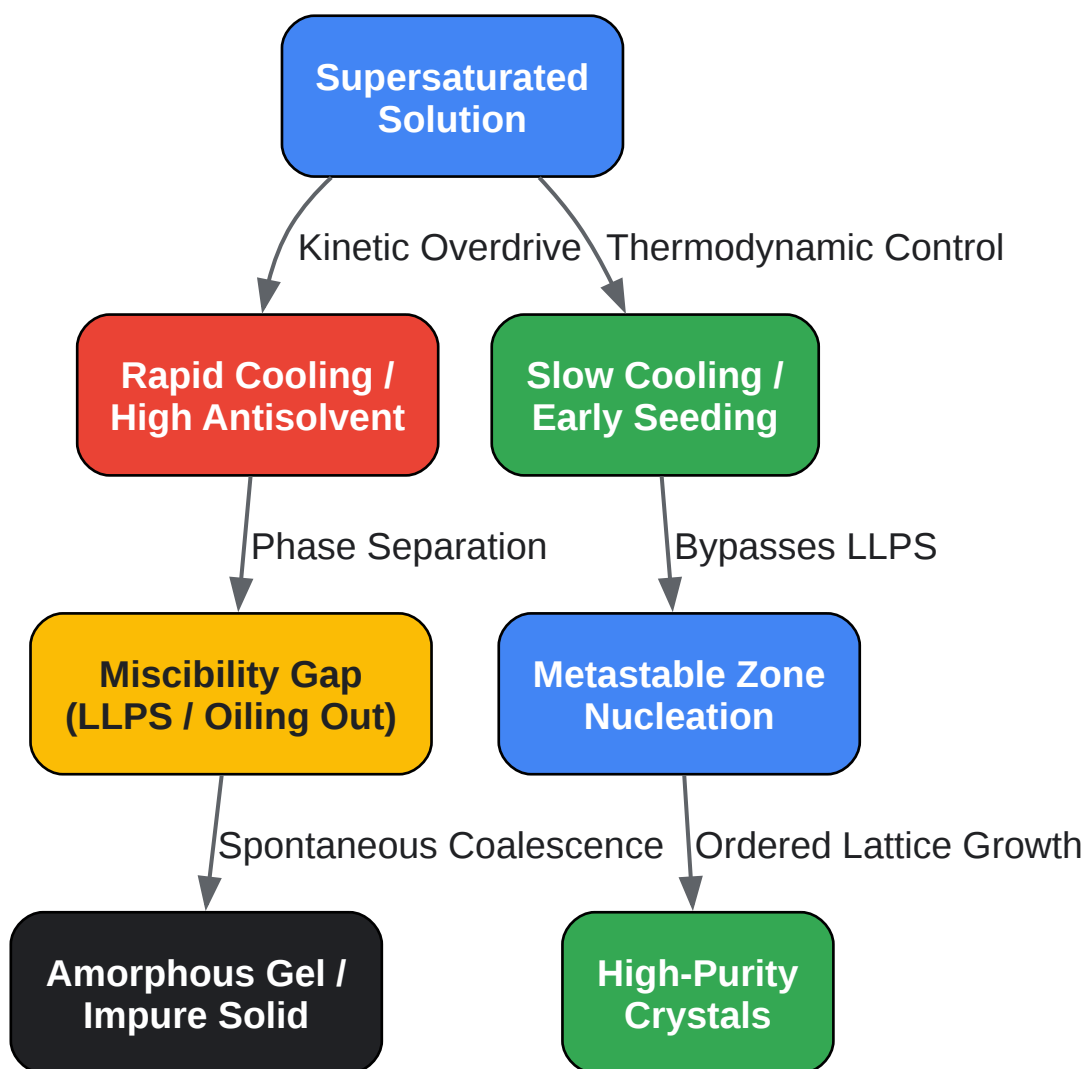 Supersaturated
Solution
Kinetic Overdrive
Thermodynamic Control
Rapid Cooling /
High Antisolvent
Slow Cooling /
Early Seeding
Phase Separation
Bypasses LLPS
Miscibility Gap
(LLPS / Oiling Out)
Metastable Zone
Nucleation
Spontaneous Coalescence
Ordered Lattice Growth
Amorphous Gel /
Impure Solid
High-Purity
Crystals